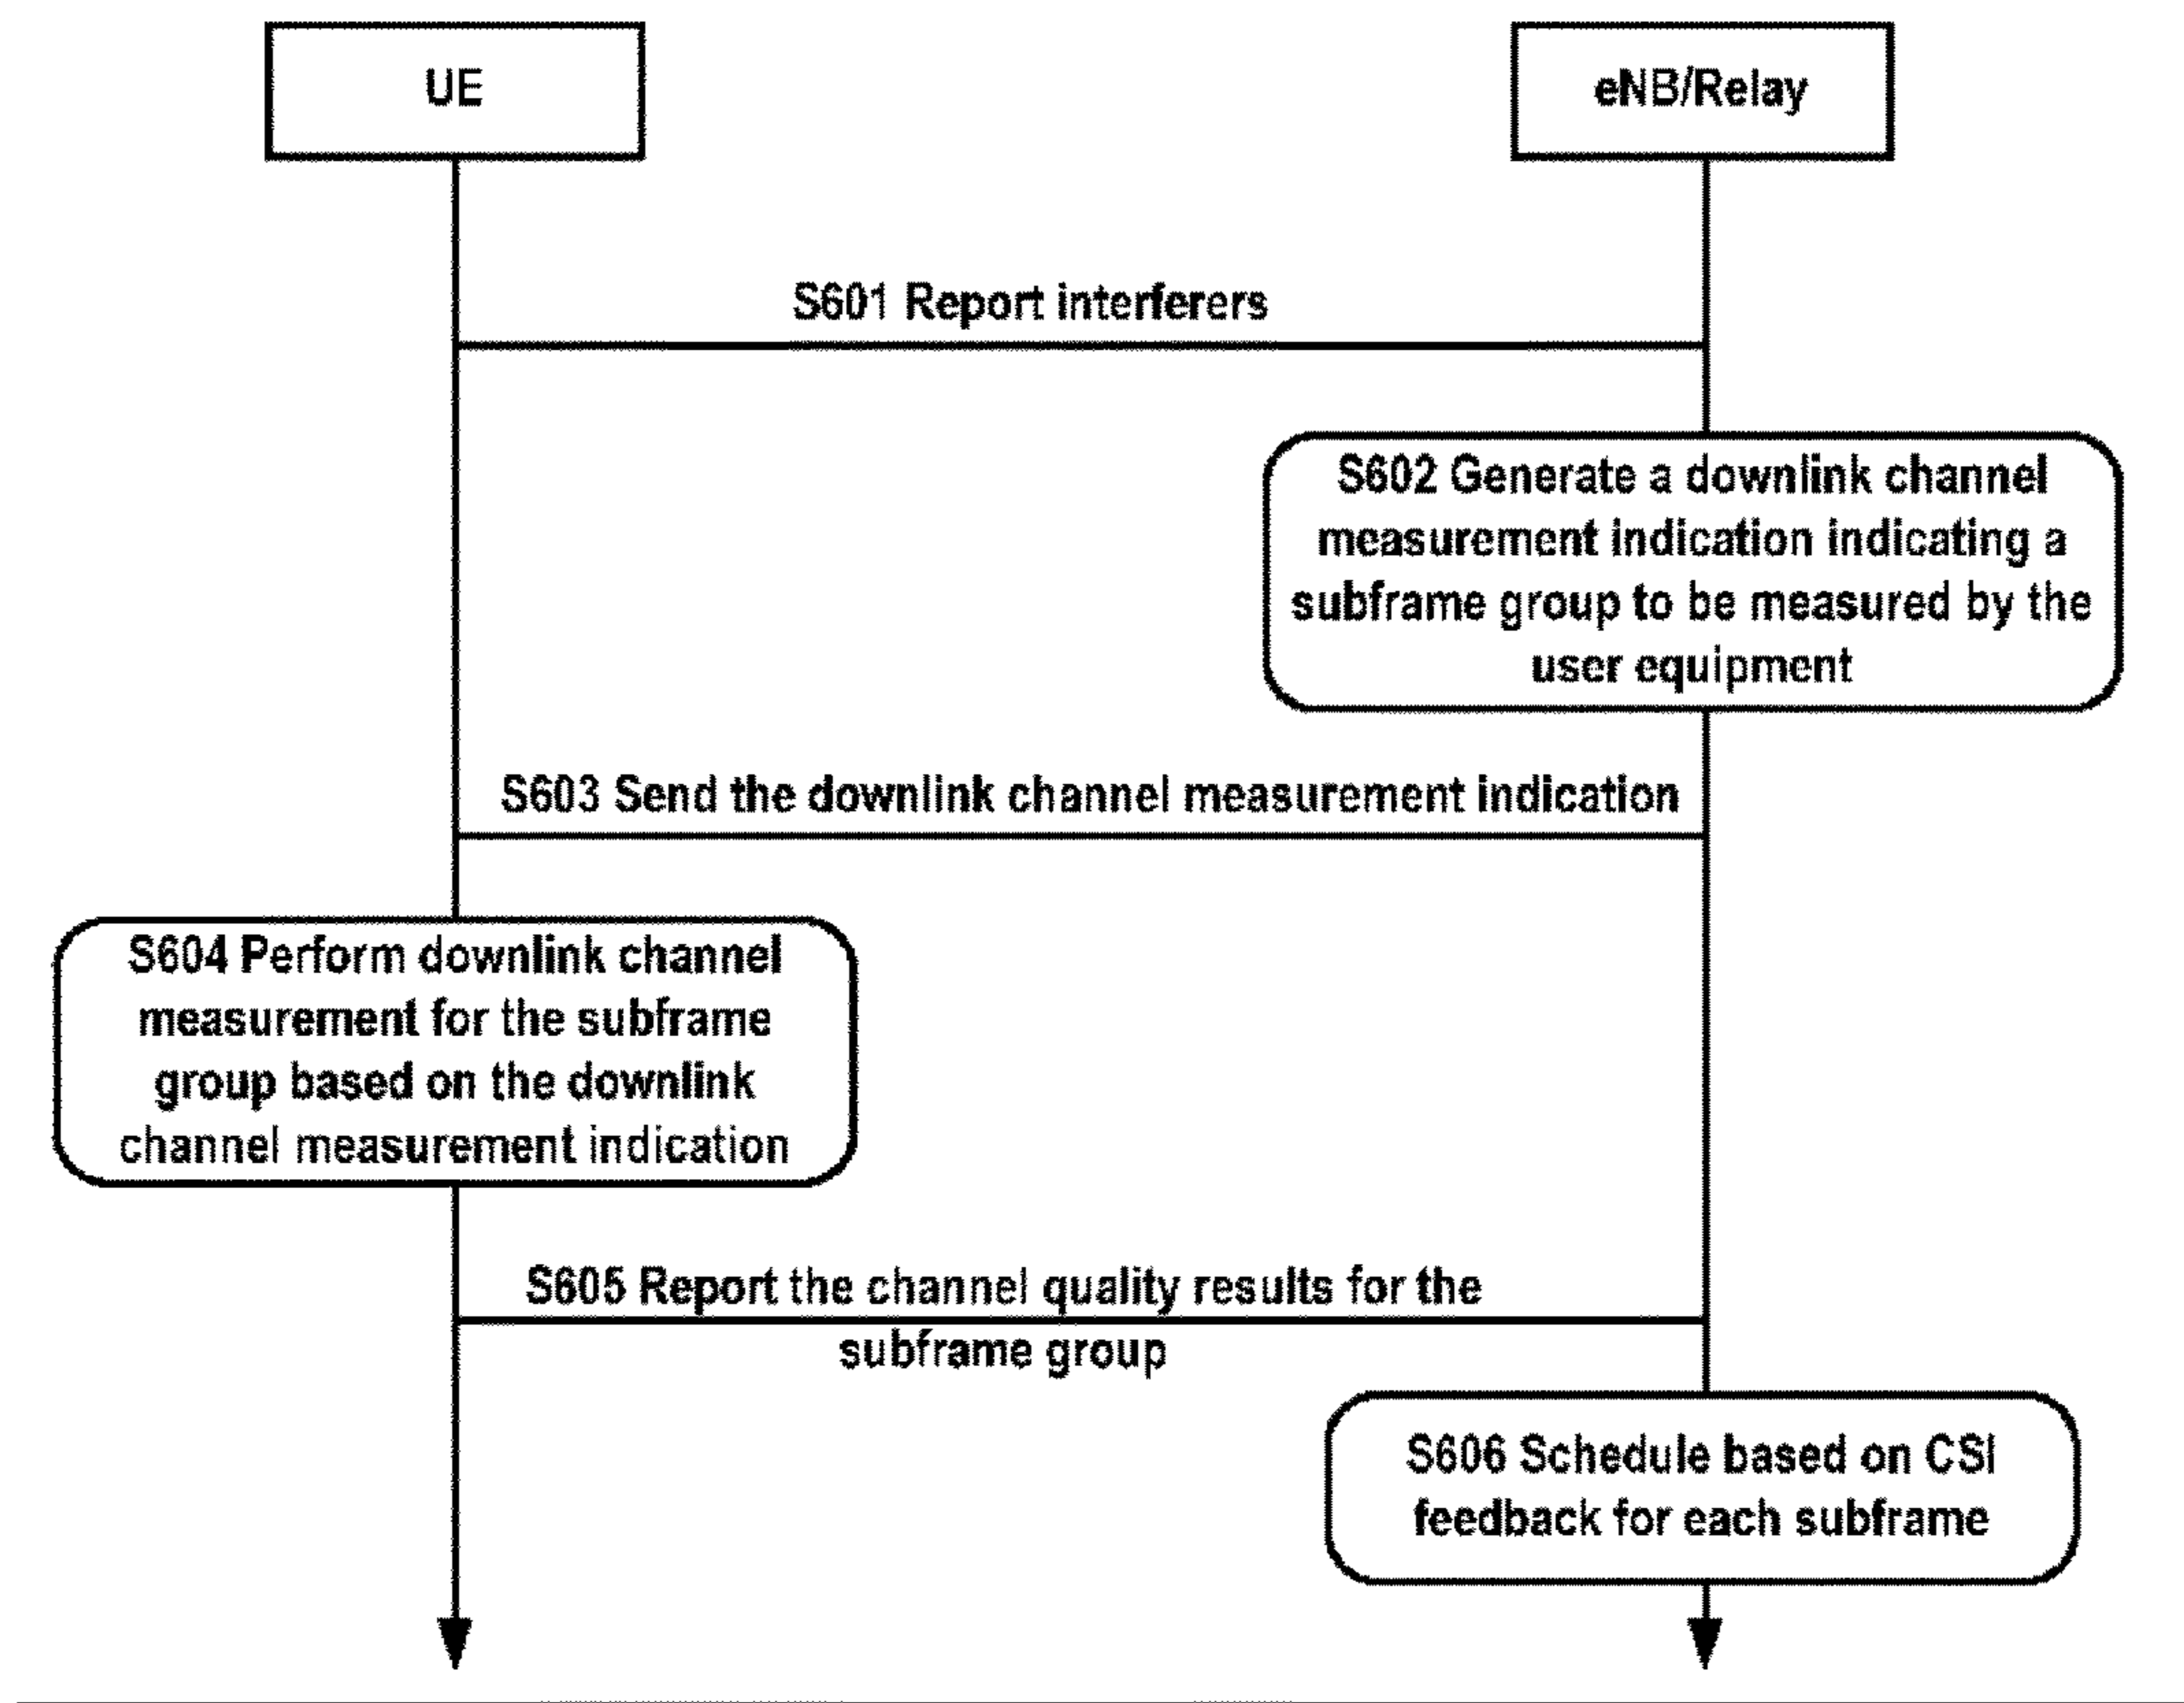 UE
eNB/Relay
S601 Report interferers
S602 Generate a downlink channel
measurement indication indicating a
subframe group to be measured by the
user equipment
S603 Send the downlink channel measurement indication
S604 Perform downlink channel
measurement for the subframe
group based on the downlink
channel measurement indication
S605 Report the channel quality results for the
subframe group
S606 Schedule based on CSI
feedback for each subframe